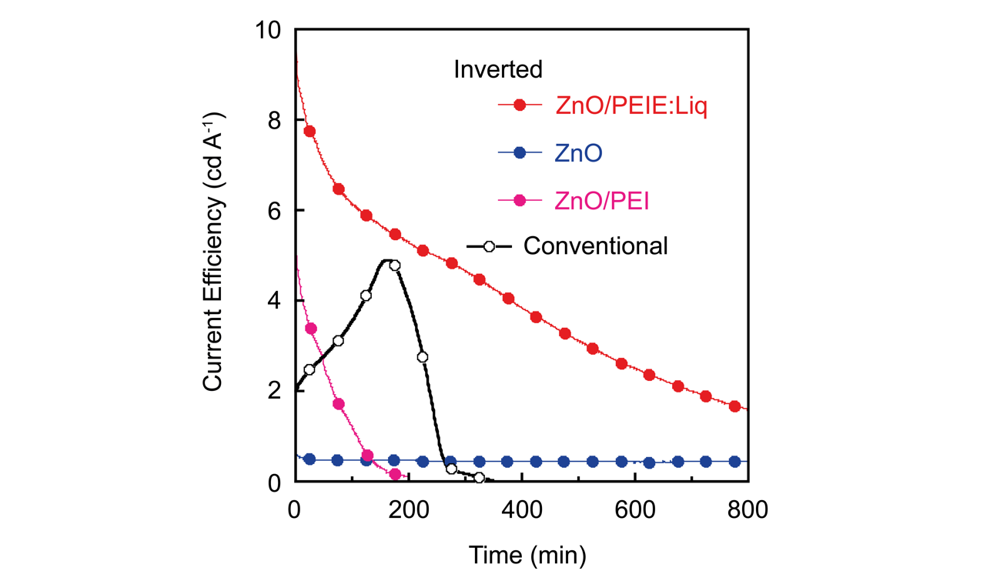 10
8
6
4
2
0
Current Efficiency (cd A⁻¹)
Inverted
ZnO/PEIE:Liq
ZnO
ZnO/PEI
Conventional
0 200 400 600 800
Time (min)